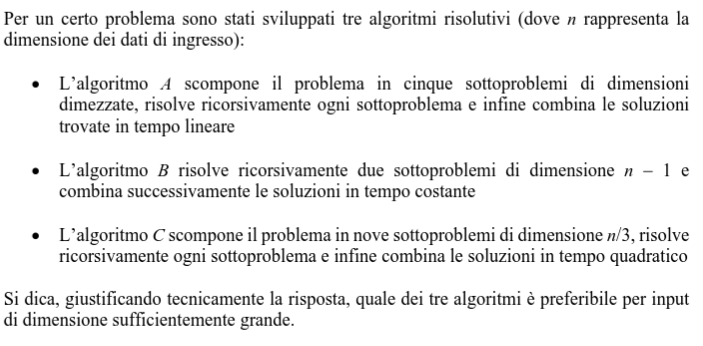 Per un certo problema sono stati sviluppati tre algoritmi risolutivi (dove n rappresenta la
dimensione dei dati di ingresso):
• L’algoritmo A scompone il problema in cinque sottoproblemi di dimensioni
dimezzate, risolve ricorsivamente ogni sottoproblema e infine combina le soluzioni
trovate in tempo lineare
• L’algoritmo B risolve ricorsivamente due sottoproblemi di dimensione n – 1 e
combina successivamente le soluzioni in tempo costante
• L’algoritmo C scompone il problema in nove sottoproblemi di dimensione n/3, risolve
ricorsivamente ogni sottoproblema e infine combina le soluzioni in tempo quadratico
Si dica, giustificando tecnicamente la risposta, quale dei tre algoritmi è preferibile per input
di dimensione sufficientemente grande.